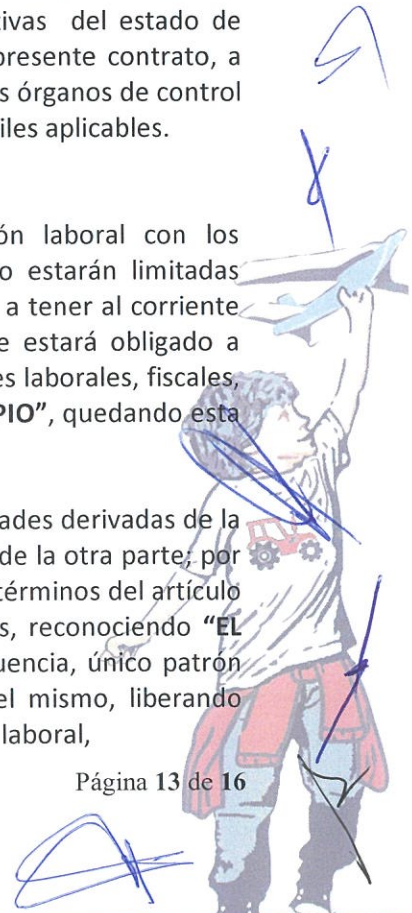 tivas del estado de
presente contrato, a
s órganos de control
iles aplicables.
ón laboral con los
o estarán limitadas
a tener al corriente
e estará obligado a
es laborales, fiscales,
PIO", quedando esta
ades derivadas de la
de la otra parte; por
términos del artículo
s, reconociendo "EL
uencia, único patrón
el mismo, liberando
laboral,
Página 13 de 16